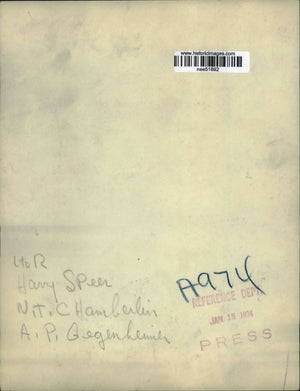 www.historicimages.com
nee51892
A974
REFERENCE DEPT.
JAN 15 1974
PRESS
L to R
Harry Speer
N.T. Chamberlin
A. P. Gegenheimer